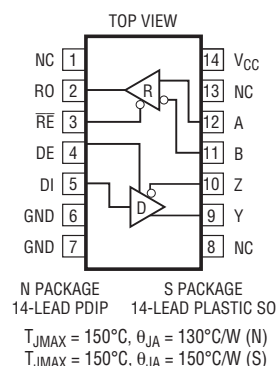 TOP VIEW
NC 1
RO 2
R̅E̅ 3
DE 4
DI 5
GND 6
GND 7
14 VCC
13 NC
12 A
11 B
10 Z
9 Y
8 NC
R
D
N PACKAGE
14-LEAD PDIP
S PACKAGE
14-LEAD PLASTIC SO
TJMAX = 150°C, θJA = 130°C/W (N)
TJMAX = 150°C, θJA = 150°C/W (S)